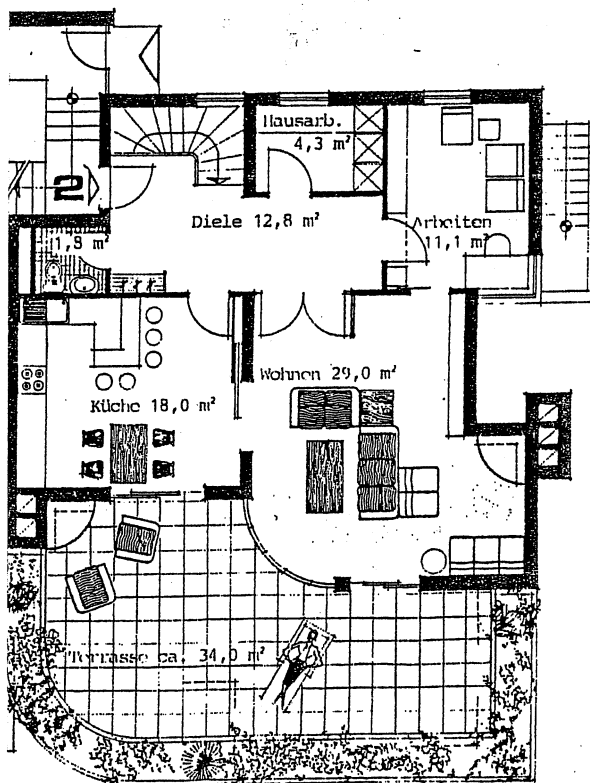 Hausarb.
4,3 m²
2
Diele 12,8 m²
Arbeiten
11,1 m²
1,8 m²
Wohnen 29,0 m²
Küche 18,0 m²
Terrasse ca. 34,0 m²